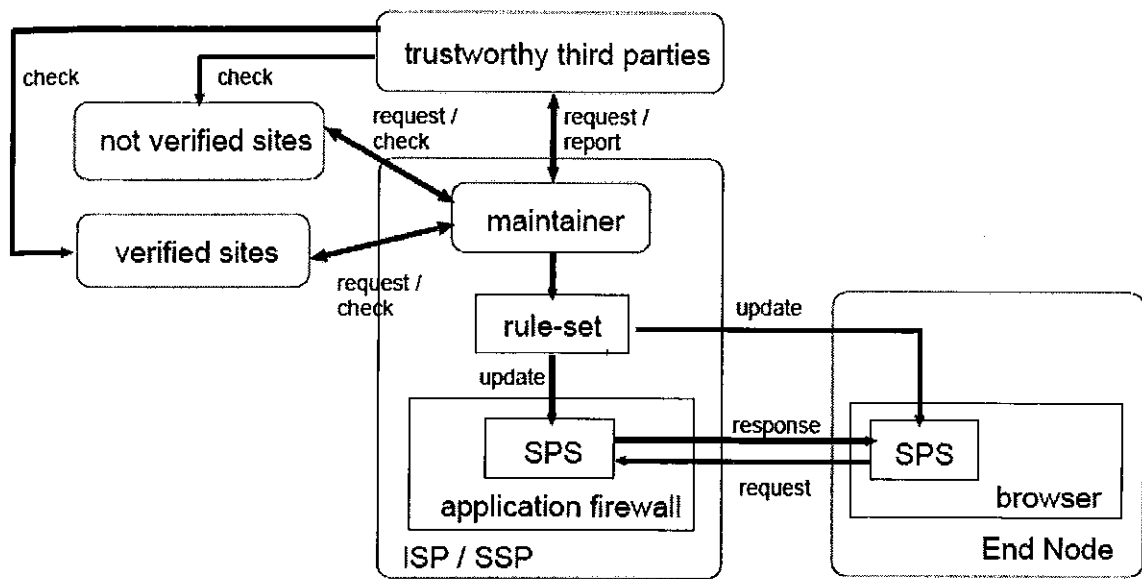 trustworthy third parties
check
check
not verified sites
request /
check
request /
report
maintainer
verified sites
request /
check
rule-set
update
update
SPS
response
SPS
request
application firewall
browser
ISP / SSP
End Node